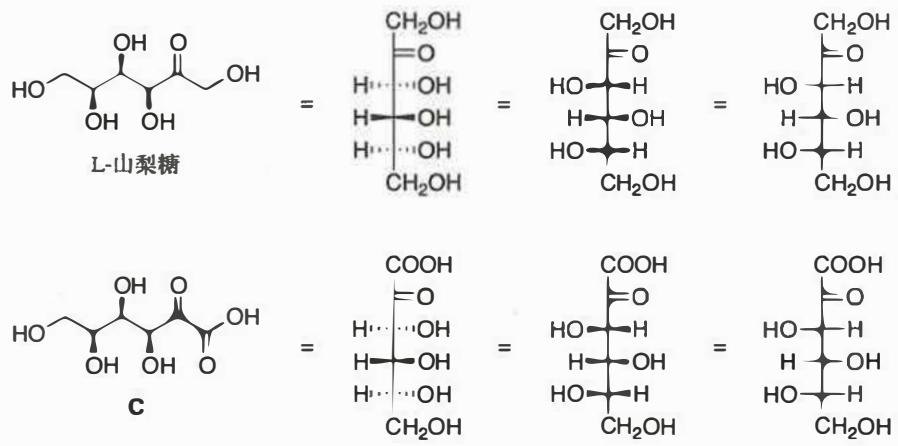 OH O
HO OH
OH OH
L-山梨糖
=
CH₂OH
=O
H OH
H OH
H OH
CH₂OH
=
CH₂OH
=O
HO H
H OH
HO H
CH₂OH
=
CH₂OH
=O
HO H
H OH
HO H
CH₂OH
OH O
HO OH
OH OH O
C
=
COOH
=O
H OH
H OH
H OH
CH₂OH
=
COOH
=O
HO H
H OH
HO H
CH₂OH
=
COOH
=O
HO H
H OH
HO H
CH₂OH